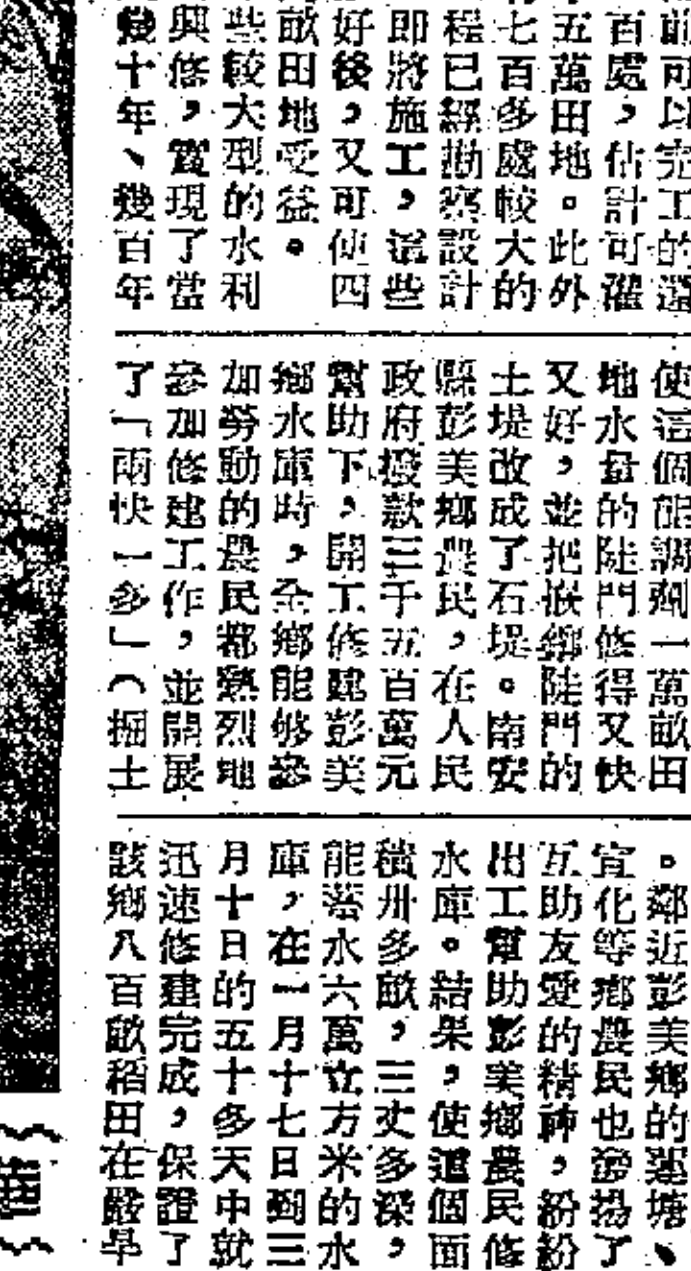 前可以完工的還
百處，估計可灌
五萬田地。此外
七百多處較大的
程已經勘察設計
即將施工，這些
好後，又可使四
畝田地受益。
些較大型的水利
興修，實現了當
幾十年、幾百年
使這個能調剂一萬畝田
地水量的陡門修得又快
又好，並把猴鄉陡門的
土堤改成了石堤。南安
縣彭美鄉農民，在人民
政府撥款三千五百萬元
幫助下，開工修建彭美
鄉水庫時，全鄉能够參
加勞動的農民都熱烈地
參加修建工作，並開展
了「兩快一多」（掘土
。鄰近彭美鄉的蓮塘、
宜化等鄉的農民也發揚了
互助友愛的精神，紛紛
出工幫助彭美鄉農民修
水庫。結果，使這個面
積卅多畝，三丈多深，
能蓄水六萬立方米的水
庫，在一月十七日到三
月十日的五十多天中就
迅速修建完成，保證了
該鄉八百畝稻田在嚴旱